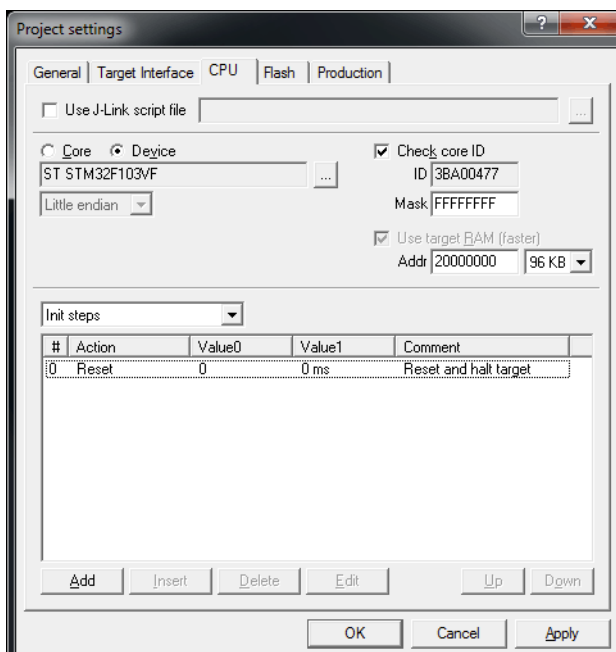 Project settings
General Target Interface CPU Flash Production
Use J-Link script file ...
Core Device
ST STM32F103VF ...
Little endian
Check core ID
ID 3BA00477
Mask FFFFFFFF
Use target RAM (faster)
Addr 20000000 96 KB
Init steps
# Action Value0 Value1 Comment
0 Reset 0 0 ms Reset and halt target
Add Insert Delete Edit Up Down
OK Cancel Apply